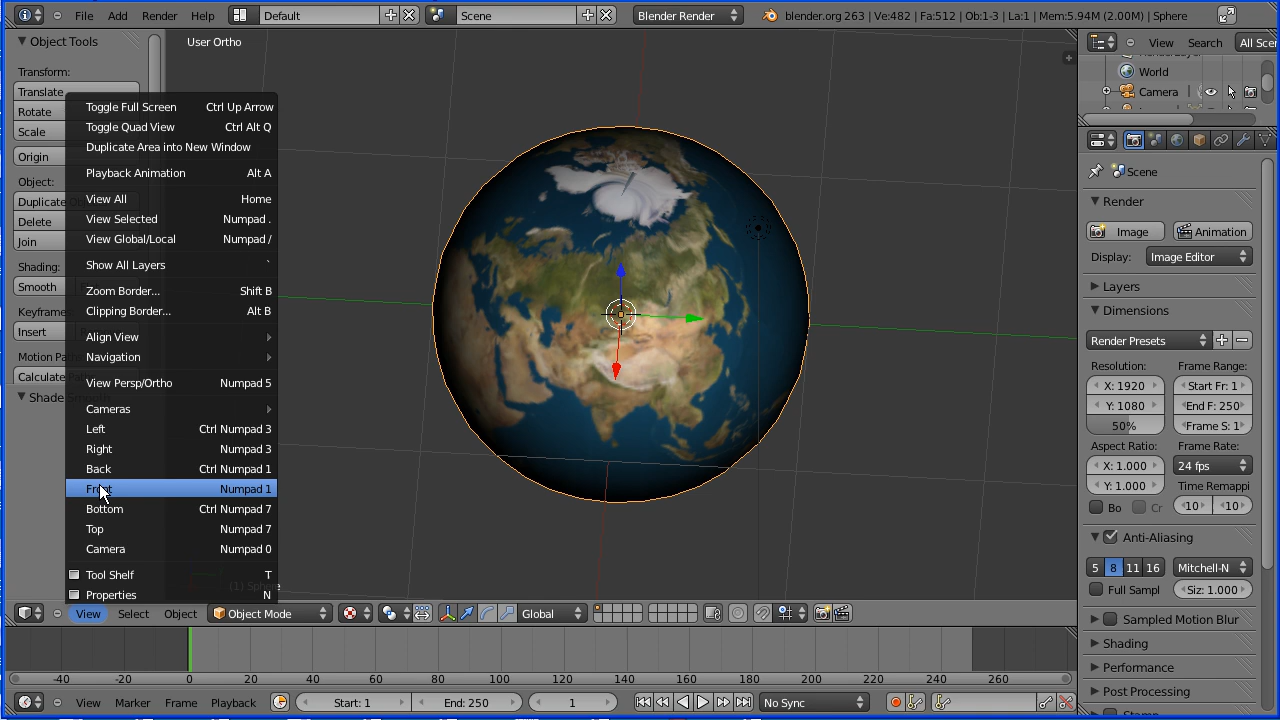 File Add Render Help Default Scene Blender Render blender.org 263 | Ve:482 | Fa:512 | Ob:1-3 | La:1 | Mem:5.94M (2.00M) | Sphere
Object Tools
User Ortho
View Search All Scen
World
Camera
Transform:
Translate
Rotate
Scale
Origin
Object:
Duplicate
Delete
Join
Shading:
Smooth
Keyframe
Insert
Motion Pa
Calculate
Shade Smooth
Toggle Full Screen Ctrl Up Arrow
Toggle Quad View Ctrl Alt Q
Duplicate Area into New Window
Playback Animation Alt A
View All Home
View Selected Numpad .
View Global/Local Numpad /
Show All Layers `
Zoom Border... Shift B
Clipping Border... Alt B
Align View
Navigation
View Persp/Ortho Numpad 5
Cameras
Left Ctrl Numpad 3
Right Numpad 3
Back Ctrl Numpad 1
Front Numpad 1
Bottom Ctrl Numpad 7
Top Numpad 7
Camera Numpad 0
Tool Shelf T
Properties N
(1) Sphere
Scene
Render
Image Animation
Display: Image Editor
Layers
Dimensions
Render Presets
Resolution: Frame Range:
X: 1920 Start Fr: 1
Y: 1080 End F: 250
50% Frame S: 1
Aspect Ratio: Frame Rate:
X: 1.000 24 fps
Y: 1.000 Time Remappi
Bo Cr 10 10
Anti-Aliasing
5 8 11 16 Mitchell-N
Full Sampl Siz: 1.000
Sampled Motion Blur
Shading
Performance
Post Processing
Stamp
View Select Object Object Mode Global
-40 -20 0 20 40 60 80 100 120 140 160 180 200 220 240 260
View Marker Frame Playback Start: 1 End: 250 1 No Sync